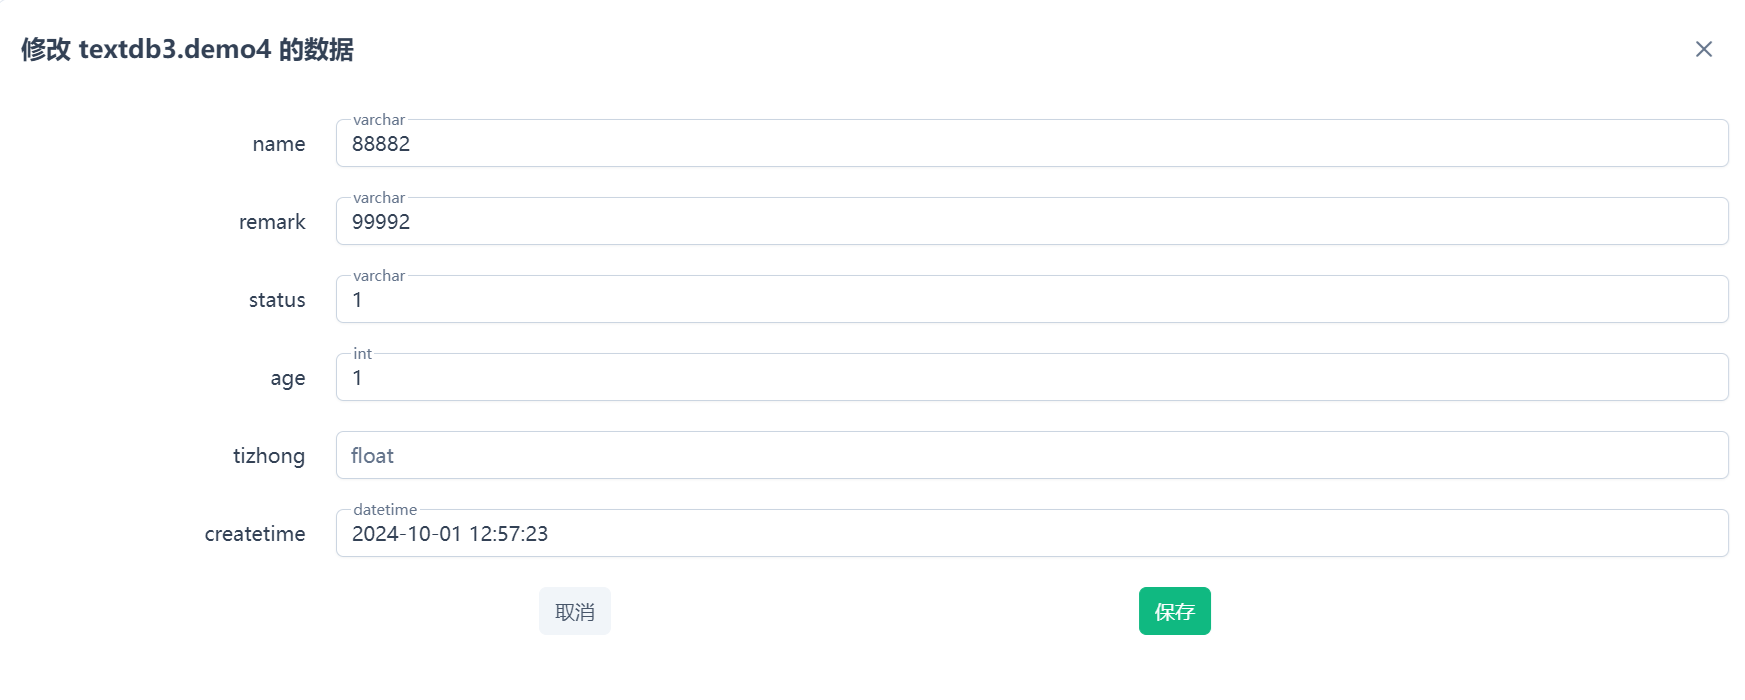 修改 textdb3.demo4 的数据
varchar
name 88882
varchar
remark 99992
varchar
status 1
int
age 1
tizhong float
datetime
createtime 2024-10-01 12:57:23
取消 保存